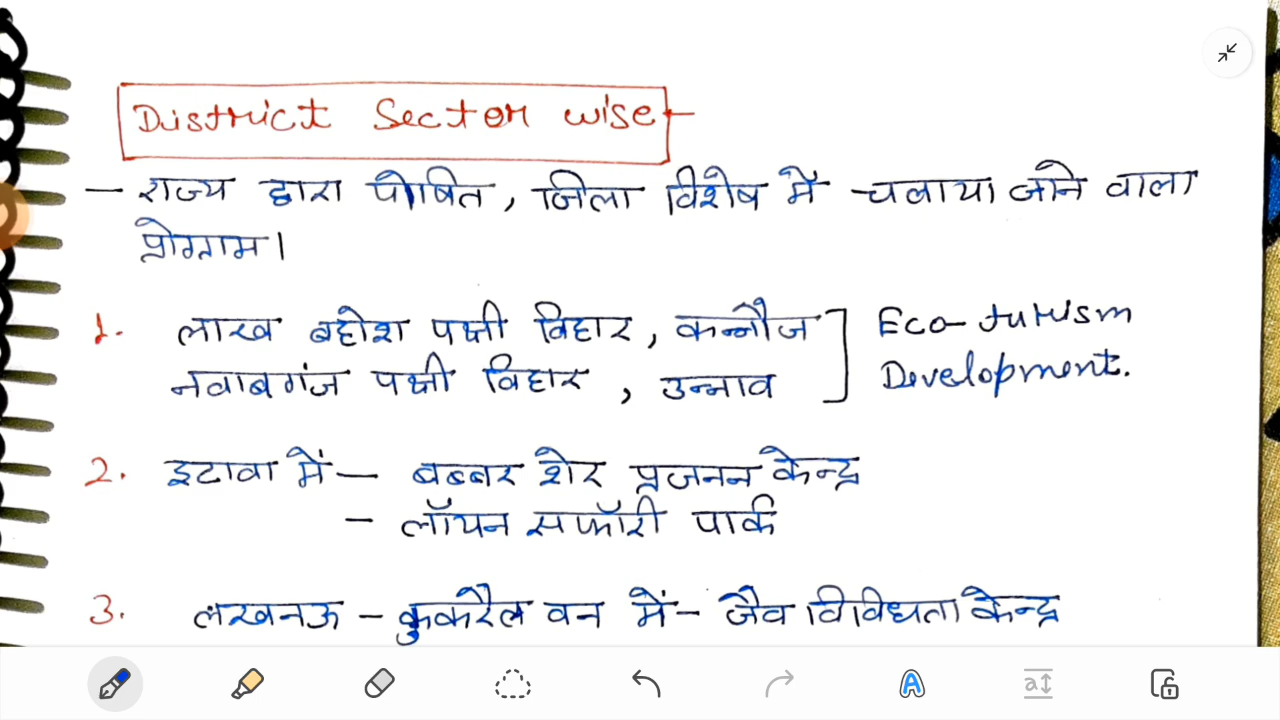 District Sector wise -
- राज्य द्वारा पोषित, जिला विशेष में चलाया जाने वाला
प्रोग्राम।
1. लाख बहोश पक्षी विहार, कन्नौज
नवाबगंज पक्षी विहार, उन्नाव
Eco-turism
Development.
2. इटावा में - बब्बर शेर प्रजनन केन्द्र
- लॉयन सफॉरी पार्क
3. लखनऊ - कुकरैल वन में - जैव विविधता केन्द्र
A
a